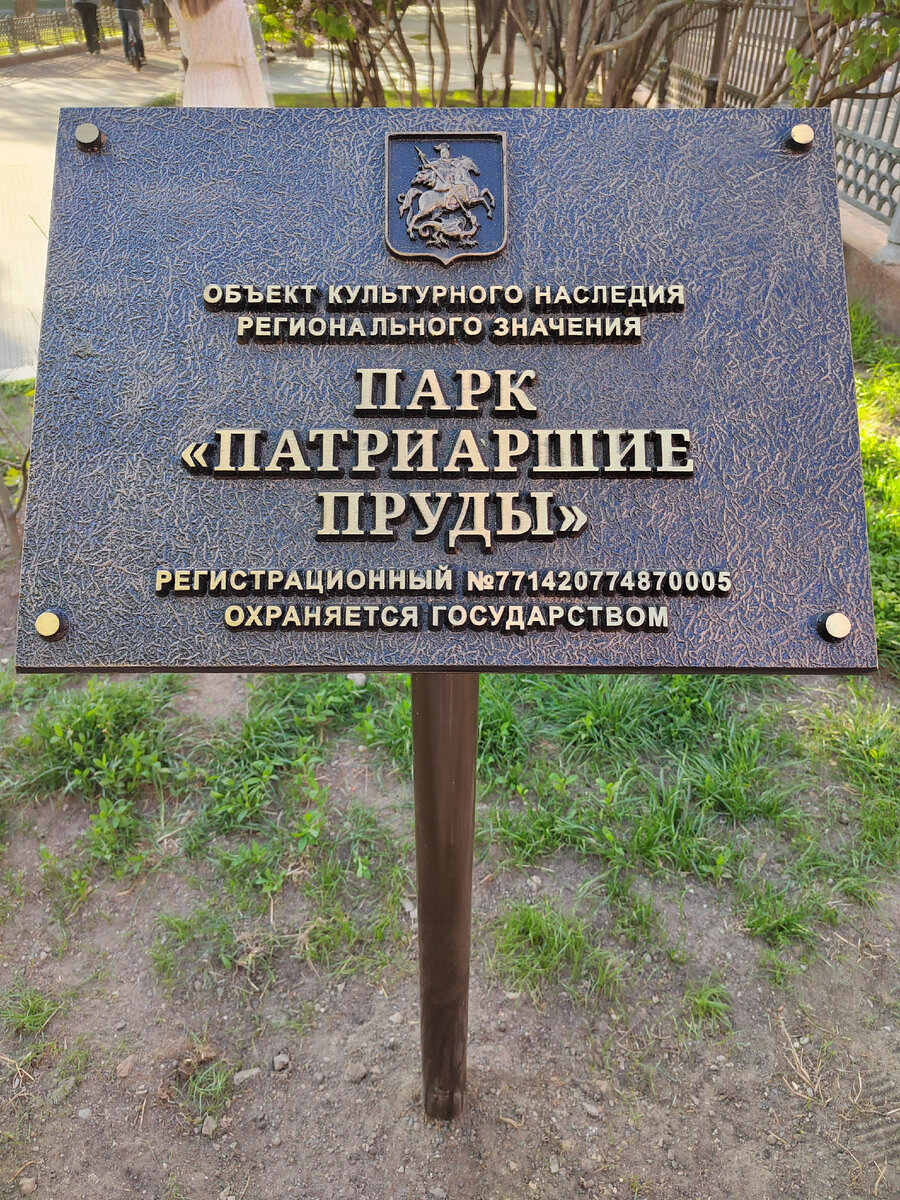 ОБЪЕКТ КУЛЬТУРНОГО НАСЛЕДИЯ
РЕГИОНАЛЬНОГО ЗНАЧЕНИЯ
ПАРК
«ПАТРИАРШИЕ
ПРУДЫ»
РЕГИСТРАЦИОННЫЙ №771420774870005
ОХРАНЯЕТСЯ ГОСУДАРСТВОМ